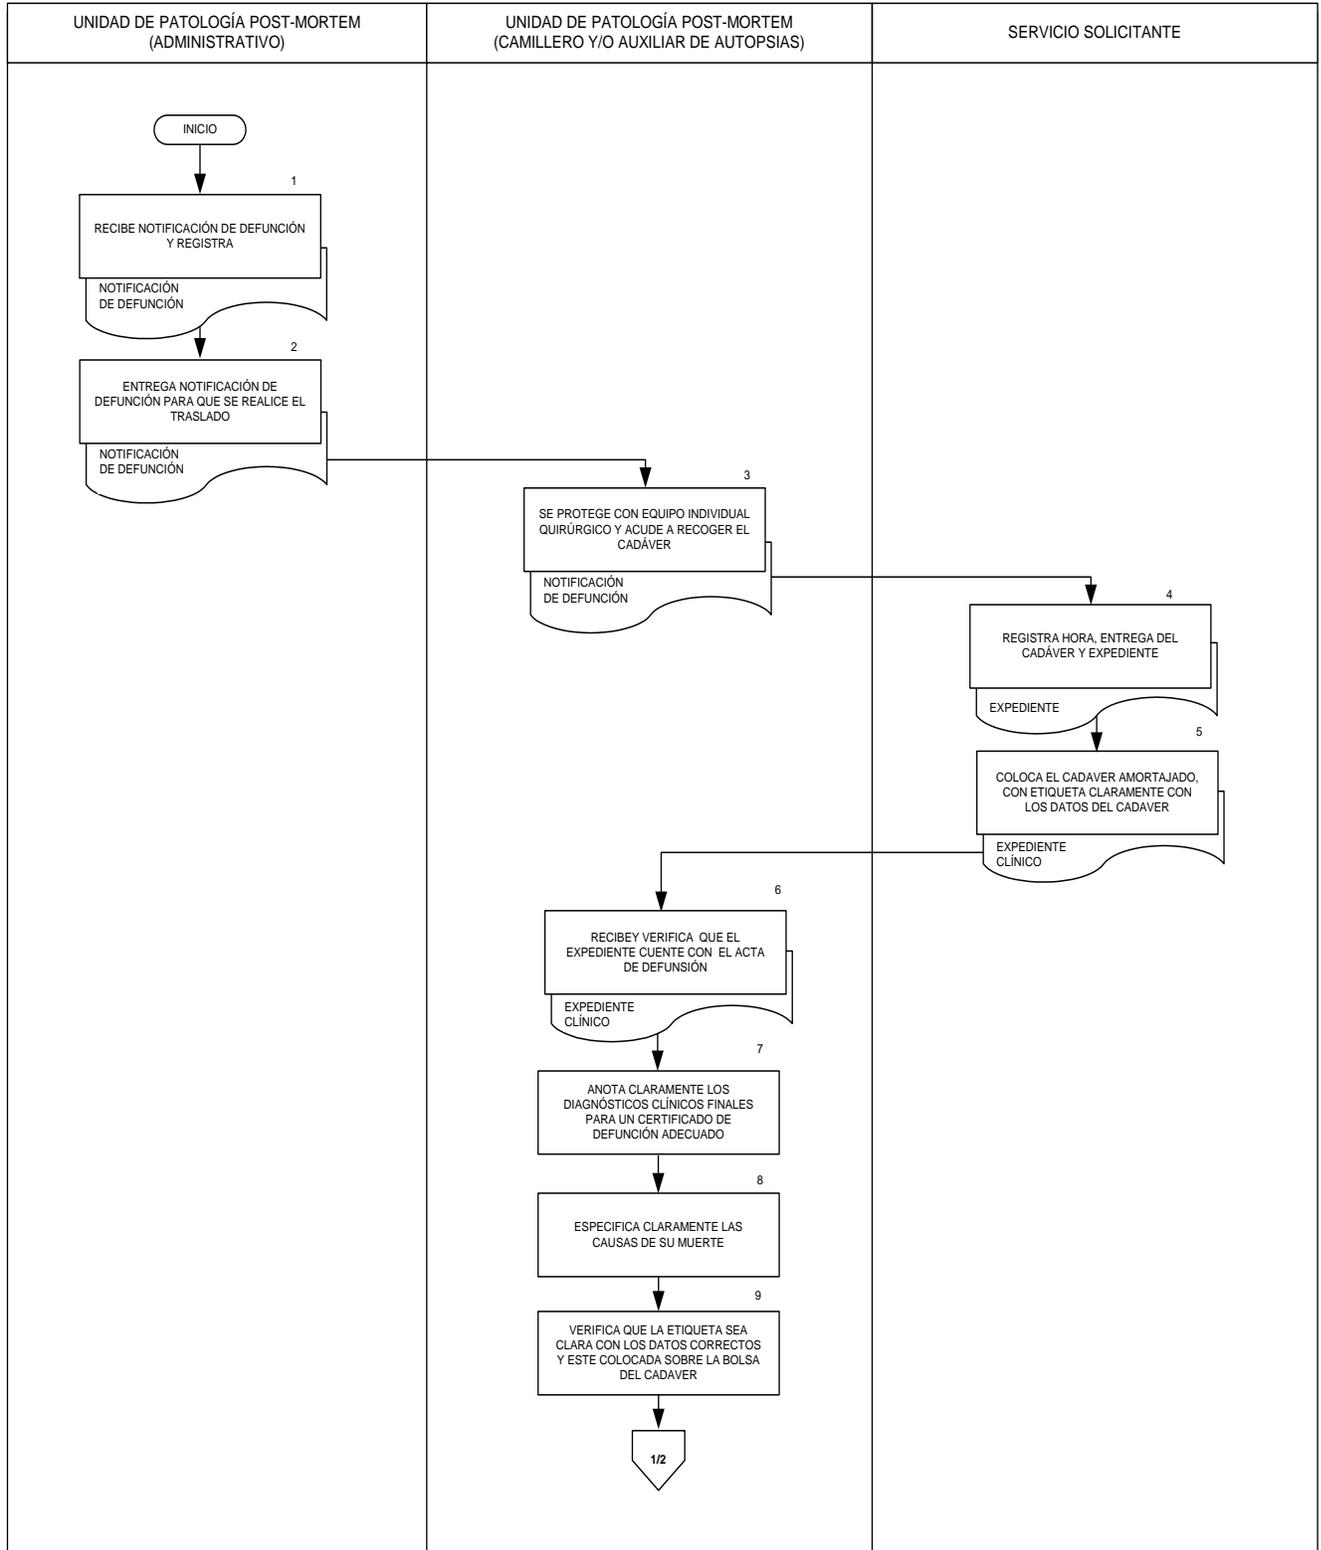 UNIDAD DE PATOLOGÍA POST-MORTEM
(ADMINISTRATIVO)
UNIDAD DE PATOLOGÍA POST-MORTEM
(CAMILLERO Y/O AUXILIAR DE AUTOPSIAS)
SERVICIO SOLICITANTE
INICIO
1
RECIBE NOTIFICACIÓN DE DEFUNCIÓN
Y REGISTRA
NOTIFICACIÓN
DE DEFUNCIÓN
2
ENTREGA NOTIFICACIÓN DE
DEFUNCIÓN PARA QUE SE REALICE EL
TRASLADO
NOTIFICACIÓN
DE DEFUNCIÓN
3
SE PROTEGE CON EQUIPO INDIVIDUAL
QUIRÚRGICO Y ACUDE A RECOGER EL
CADÁVER
NOTIFICACIÓN
DE DEFUNCIÓN
4
REGISTRA HORA, ENTREGA DEL
CADÁVER Y EXPEDIENTE
EXPEDIENTE
5
COLOCA EL CADAVER AMORTAJADO,
CON ETIQUETA CLARAMENTE CON
LOS DATOS DEL CADAVER
EXPEDIENTE
CLÍNICO
6
RECIBEY VERIFICA QUE EL
EXPEDIENTE CUENTE CON EL ACTA
DE DEFUNSIÓN
EXPEDIENTE
CLÍNICO
7
ANOTA CLARAMENTE LOS
DIAGNÓSTICOS CLÍNICOS FINALES
PARA UN CERTIFICADO DE
DEFUNCIÓN ADECUADO
8
ESPECIFICA CLARAMENTE LAS
CAUSAS DE SU MUERTE
9
VERIFICA QUE LA ETIQUETA SEA
CLARA CON LOS DATOS CORRECTOS
Y ESTE COLOCADA SOBRE LA BOLSA
DEL CADAVER
1/2